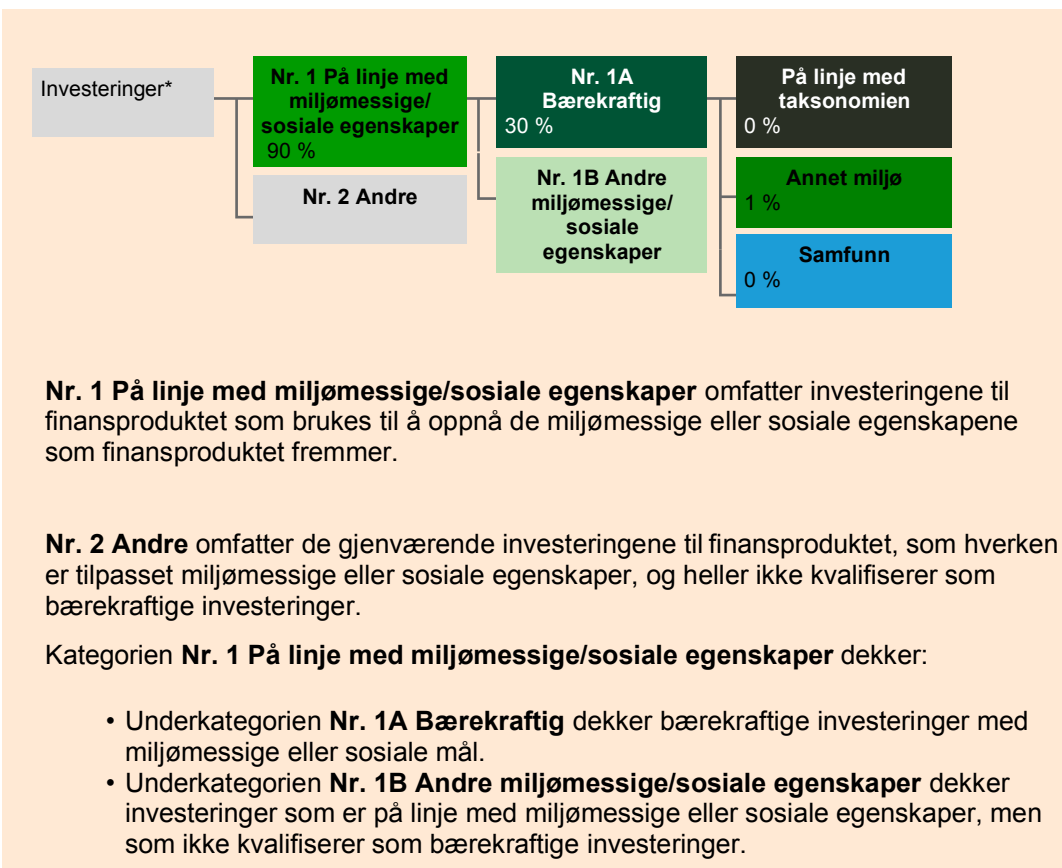 Investeringer*
Nr. 1 På linje med
miljømessige/
sosiale egenskaper
90 %
Nr. 2 Andre
Nr. 1A
Bærekraftig
30 %
Nr. 1B Andre
miljømessige/
sosiale
egenskaper
På linje med
taksonomien
0 %
Annet miljø
1 %
Samfunn
0 %
Nr. 1 På linje med miljømessige/sosiale egenskaper omfatter investeringene til
finansproduktet som brukes til å oppnå de miljømessige eller sosiale egenskapene
som finansproduktet fremmer.
Nr. 2 Andre omfatter de gjenværende investeringene til finansproduktet, som hverken
er tilpasset miljømessige eller sosiale egenskaper, og heller ikke kvalifiserer som
bærekraftige investeringer.
Kategorien Nr. 1 På linje med miljømessige/sosiale egenskaper dekker:
• Underkategorien Nr. 1A Bærekraftig dekker bærekraftige investeringer med
miljømessige eller sosiale mål.
• Underkategorien Nr. 1B Andre miljømessige/sosiale egenskaper dekker
investeringer som er på linje med miljømessige eller sosiale egenskaper, men
som ikke kvalifiserer som bærekraftige investeringer.